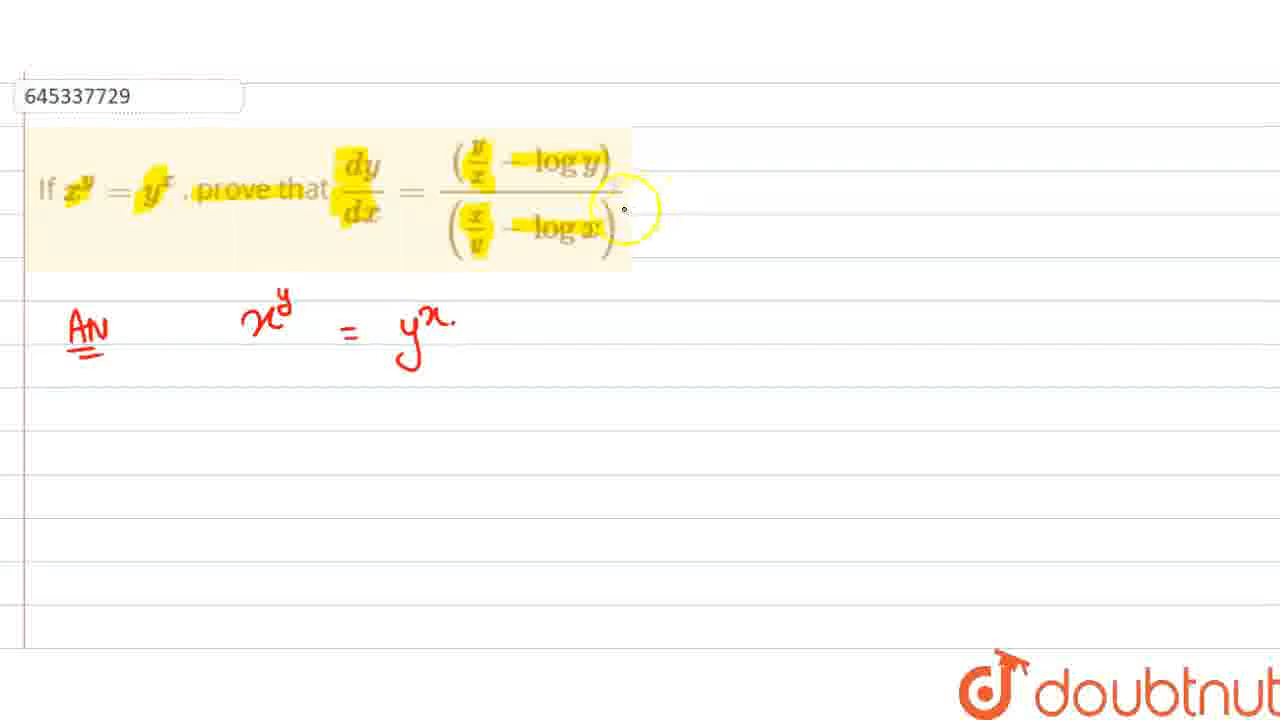 645337729
If x^y = y^x , prove that dy/dx = (y/x − log y) / (x/y − log x)
AN x^y = y^x.
doubtnut